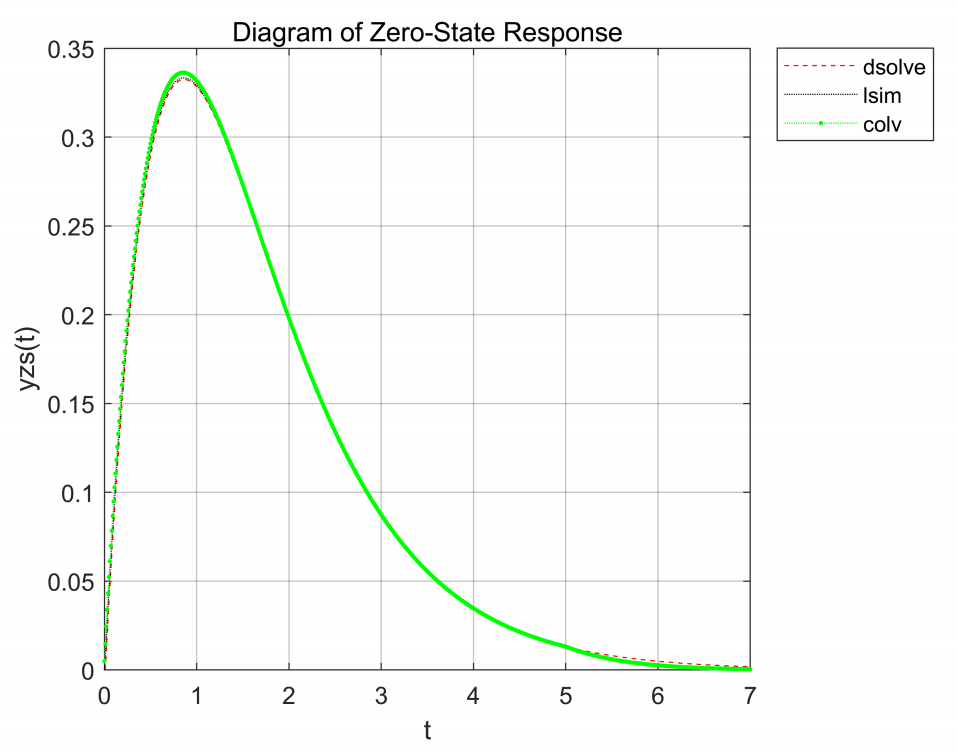 Diagram of Zero-State Response
0.35
0.3
0.25
0.2
0.15
0.1
0.05
0
yzs(t)
0 1 2 3 4 5 6 7
t
dsolve
lsim
colv